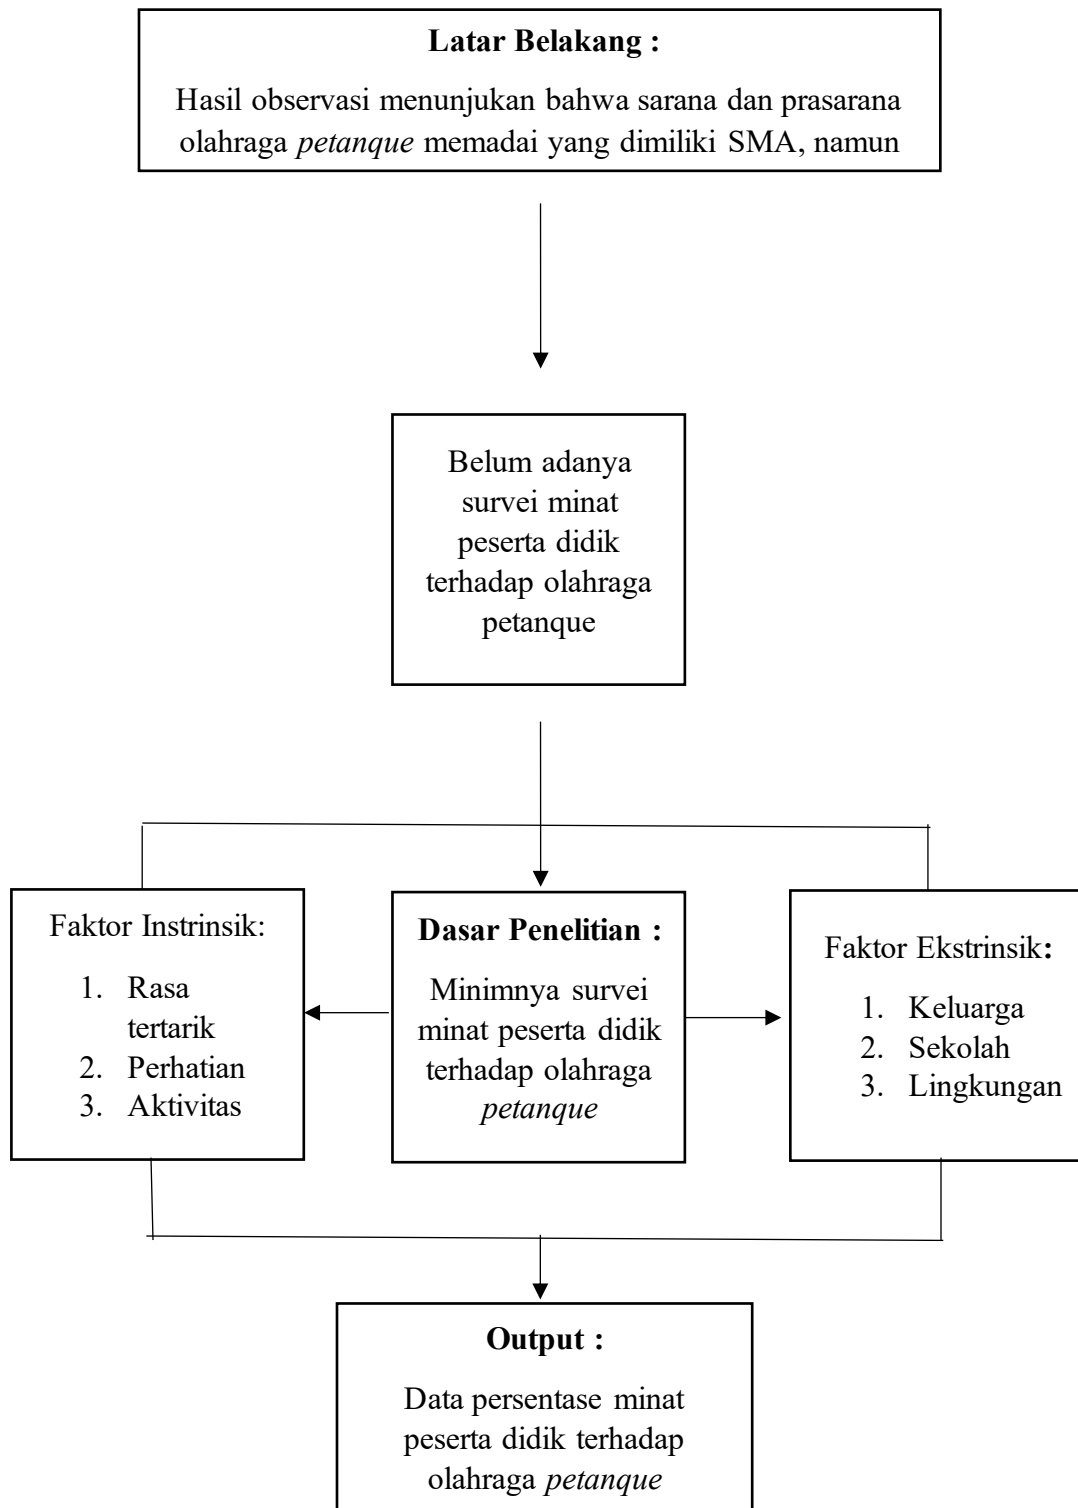 Latar Belakang :
Hasil observasi menunjukan bahwa sarana dan prasarana
olahraga petanque memadai yang dimiliki SMA, namun
Belum adanya
survei minat
peserta didik
terhadap olahraga
petanque
Faktor Instrinsik:
1. Rasa
tertarik
2. Perhatian
3. Aktivitas
Dasar Penelitian :
Minimnya survei
minat peserta didik
terhadap olahraga
petanque
Faktor Ekstrinsik:
1. Keluarga
2. Sekolah
3. Lingkungan
Output :
Data persentase minat
peserta didik terhadap
olahraga petanque